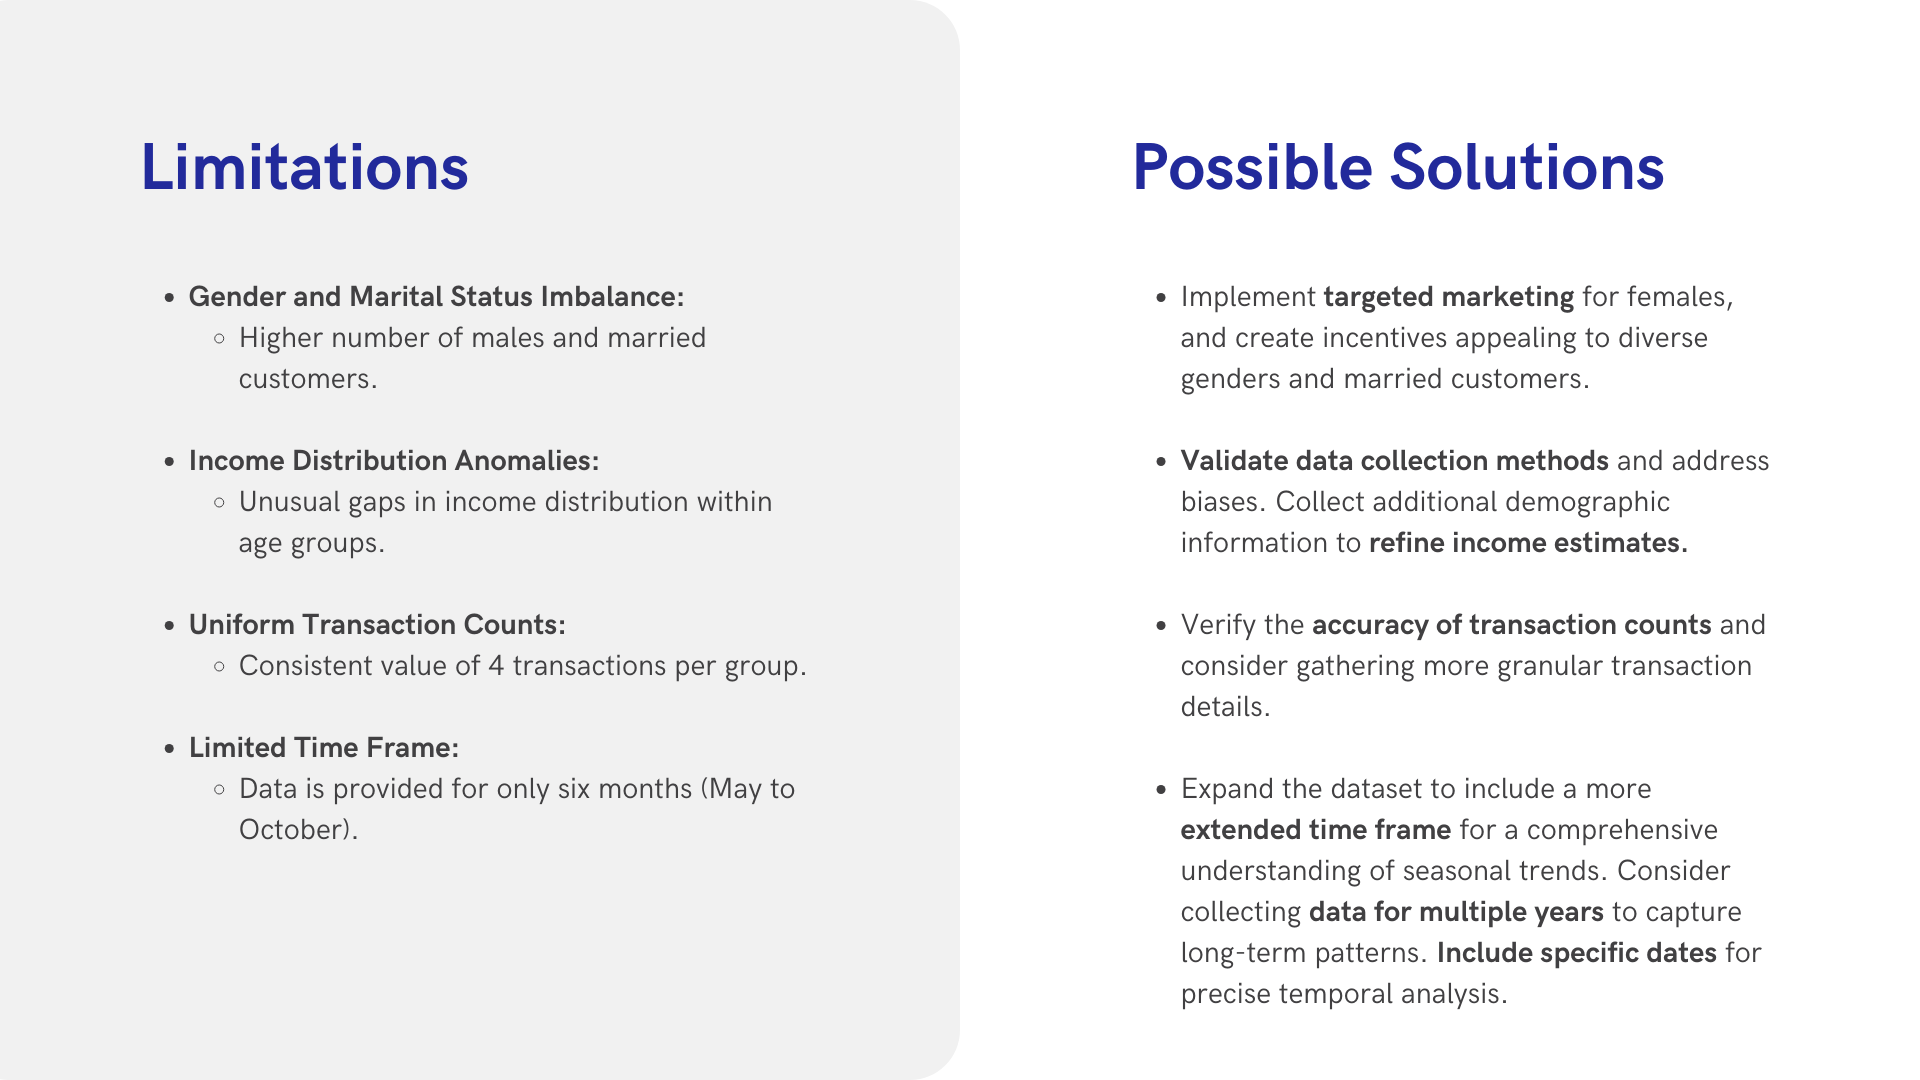 Limitations
• Gender and Marital Status Imbalance:
◦ Higher number of males and married
customers.
• Income Distribution Anomalies:
◦ Unusual gaps in income distribution within
age groups.
• Uniform Transaction Counts:
◦ Consistent value of 4 transactions per group.
• Limited Time Frame:
◦ Data is provided for only six months (May to
October).
Possible Solutions
• Implement targeted marketing for females,
and create incentives appealing to diverse
genders and married customers.
• Validate data collection methods and address
biases. Collect additional demographic
information to refine income estimates.
• Verify the accuracy of transaction counts and
consider gathering more granular transaction
details.
• Expand the dataset to include a more
extended time frame for a comprehensive
understanding of seasonal trends. Consider
collecting data for multiple years to capture
long-term patterns. Include specific dates for
precise temporal analysis.